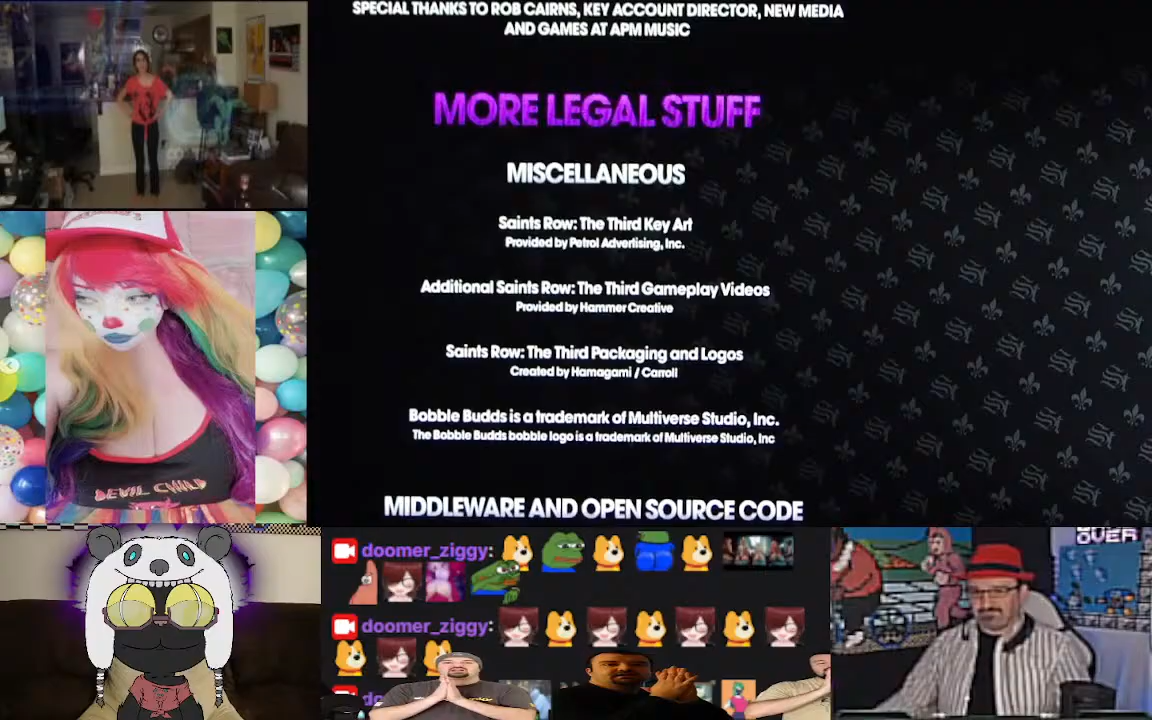 SPECIAL THANKS TO ROB CAIRNS, KEY ACCOUNT DIRECTOR, NEW MEDIA
AND GAMES AT APM MUSIC
MORE LEGAL STUFF
MISCELLANEOUS
Saints Row: The Third Key Art
Provided by Petrol Advertising, Inc.
Additional Saints Row: The Third Gameplay Videos
Provided by Hammer Creative
Saints Row: The Third Packaging and Logos
Created by Hamagami / Carroll
Bobble Budds is a trademark of Multiverse Studio, Inc.
The Bobble Budds bobble logo is a trademark of Multiverse Studio, Inc
MIDDLEWARE AND OPEN SOURCE CODE
DEVIL CHILD
doomer_ziggy:
doomer_ziggy:
do
OVER